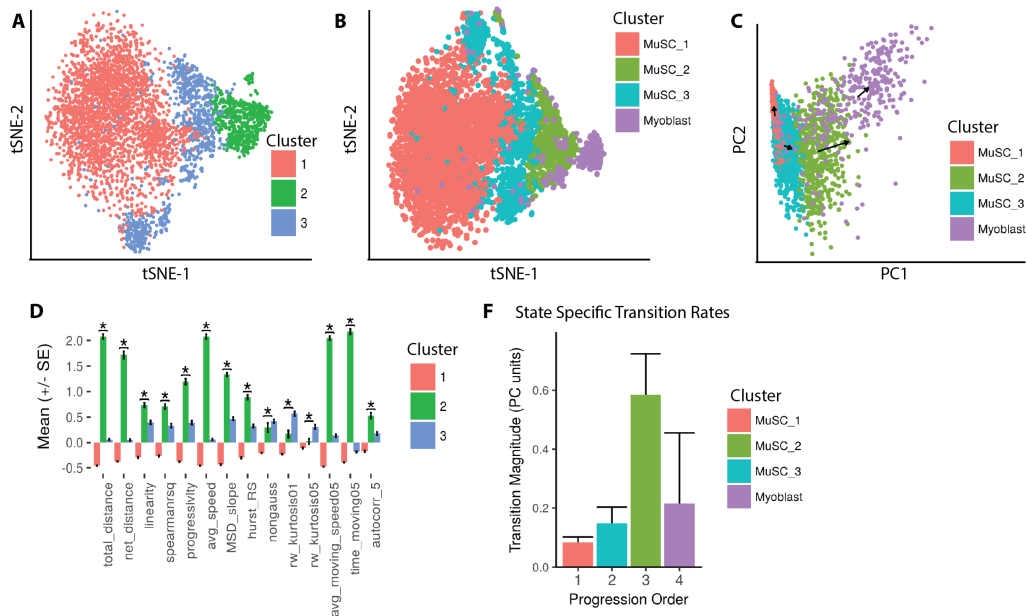 A
tSNE-2
tSNE-1
Cluster
1
2
3
B
tSNE-2
tSNE-1
Cluster
MuSC_1
MuSC_2
MuSC_3
Myoblast
C
PC2
PC1
Cluster
MuSC_1
MuSC_2
MuSC_3
Myoblast
D
Mean (+/- SE)
2.0
1.5
1.0
0.5
0.0
-0.5
* * * * * * * * * * * * * *
total_distance
net_distance
linearity
spearmanrsq
progressivity
avg_speed
MSD_slope
hurst_RS
nongauss
rw_kurtosis01
rw_kurtosis05
avg_moving_speed05
time_moving05
autocorr_5
Cluster
1
2
3
F State Specific Transition Rates
Transition Magnitude (PC units)
0.6
0.4
0.2
0.0
1 2 3 4
Progression Order
Cluster
MuSC_1
MuSC_2
MuSC_3
Myoblast